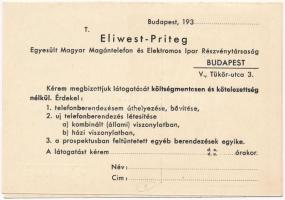 Budapest, 193
T.
Eliwest-Priteg
Egyesült Magyar Magántelefon és Elektromos Ipar Részvénytársaság
BUDAPEST
V., Tükör-utca 3.
Kérem megbizottjuk látogatását költségmentesen és kötelezettség
nélkül. Érdekel:
1. telefonberendezésem áthelyezése, bővítése,
2. uj telefonberendezés létesítése
a) kombinált (állami) viszonylatban,
b) házi viszonylatban,
3. a prospektusban feltüntetett egyéb berendezések egyike.
A látogatást kérem d. e. d. u. órakor.
Név:
Cim: